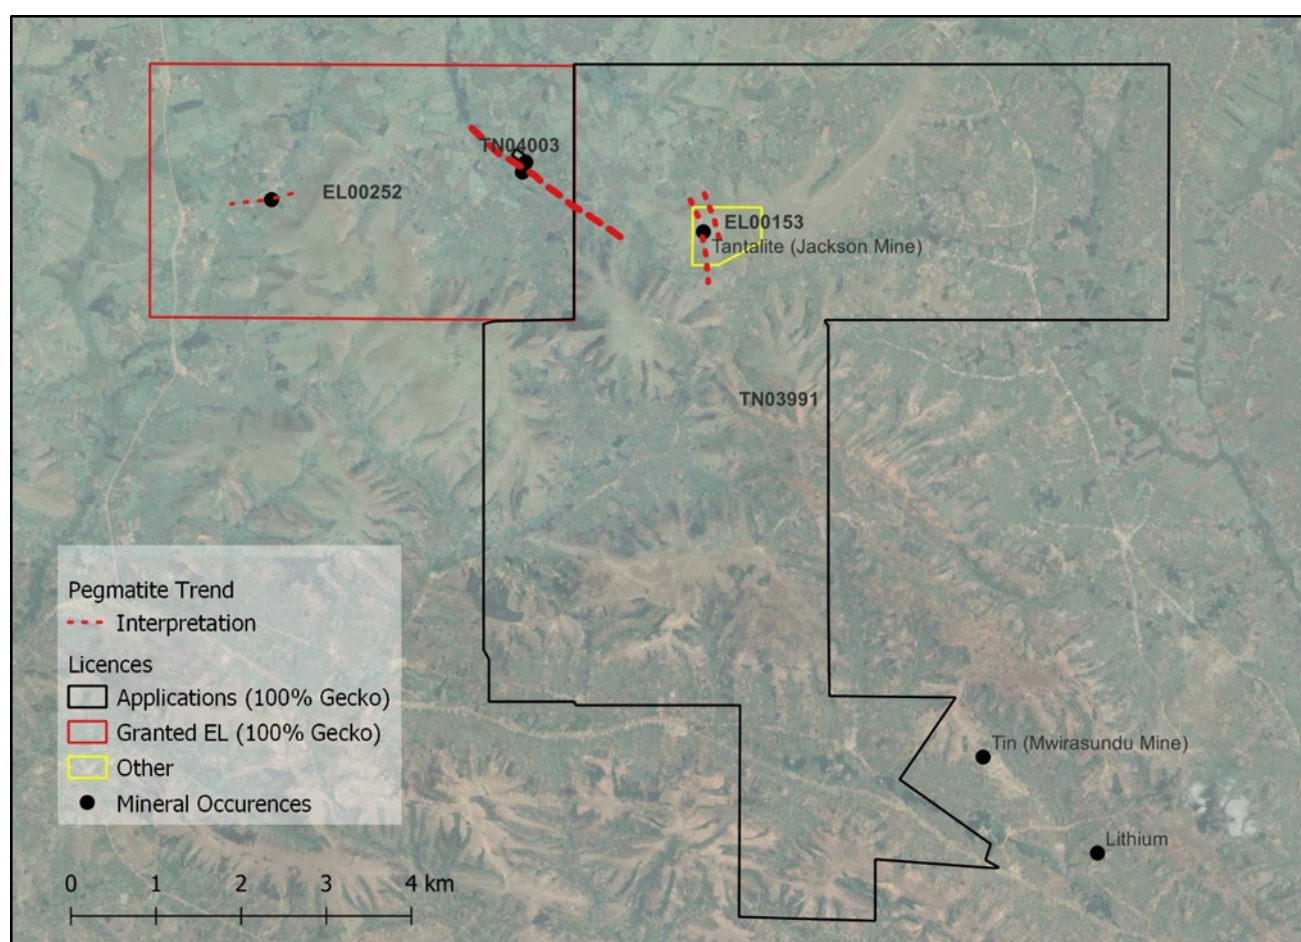 TN04003
EL00252
EL00153
Tantalite (Jackson Mine)
TN03991
Pegmatite Trend
Interpretation
Licences
Applications (100% Gecko)
Granted EL (100% Gecko)
Other
Mineral Occurences
Tin (Mwirasundu Mine)
Lithium
0 1 2 3 4 km